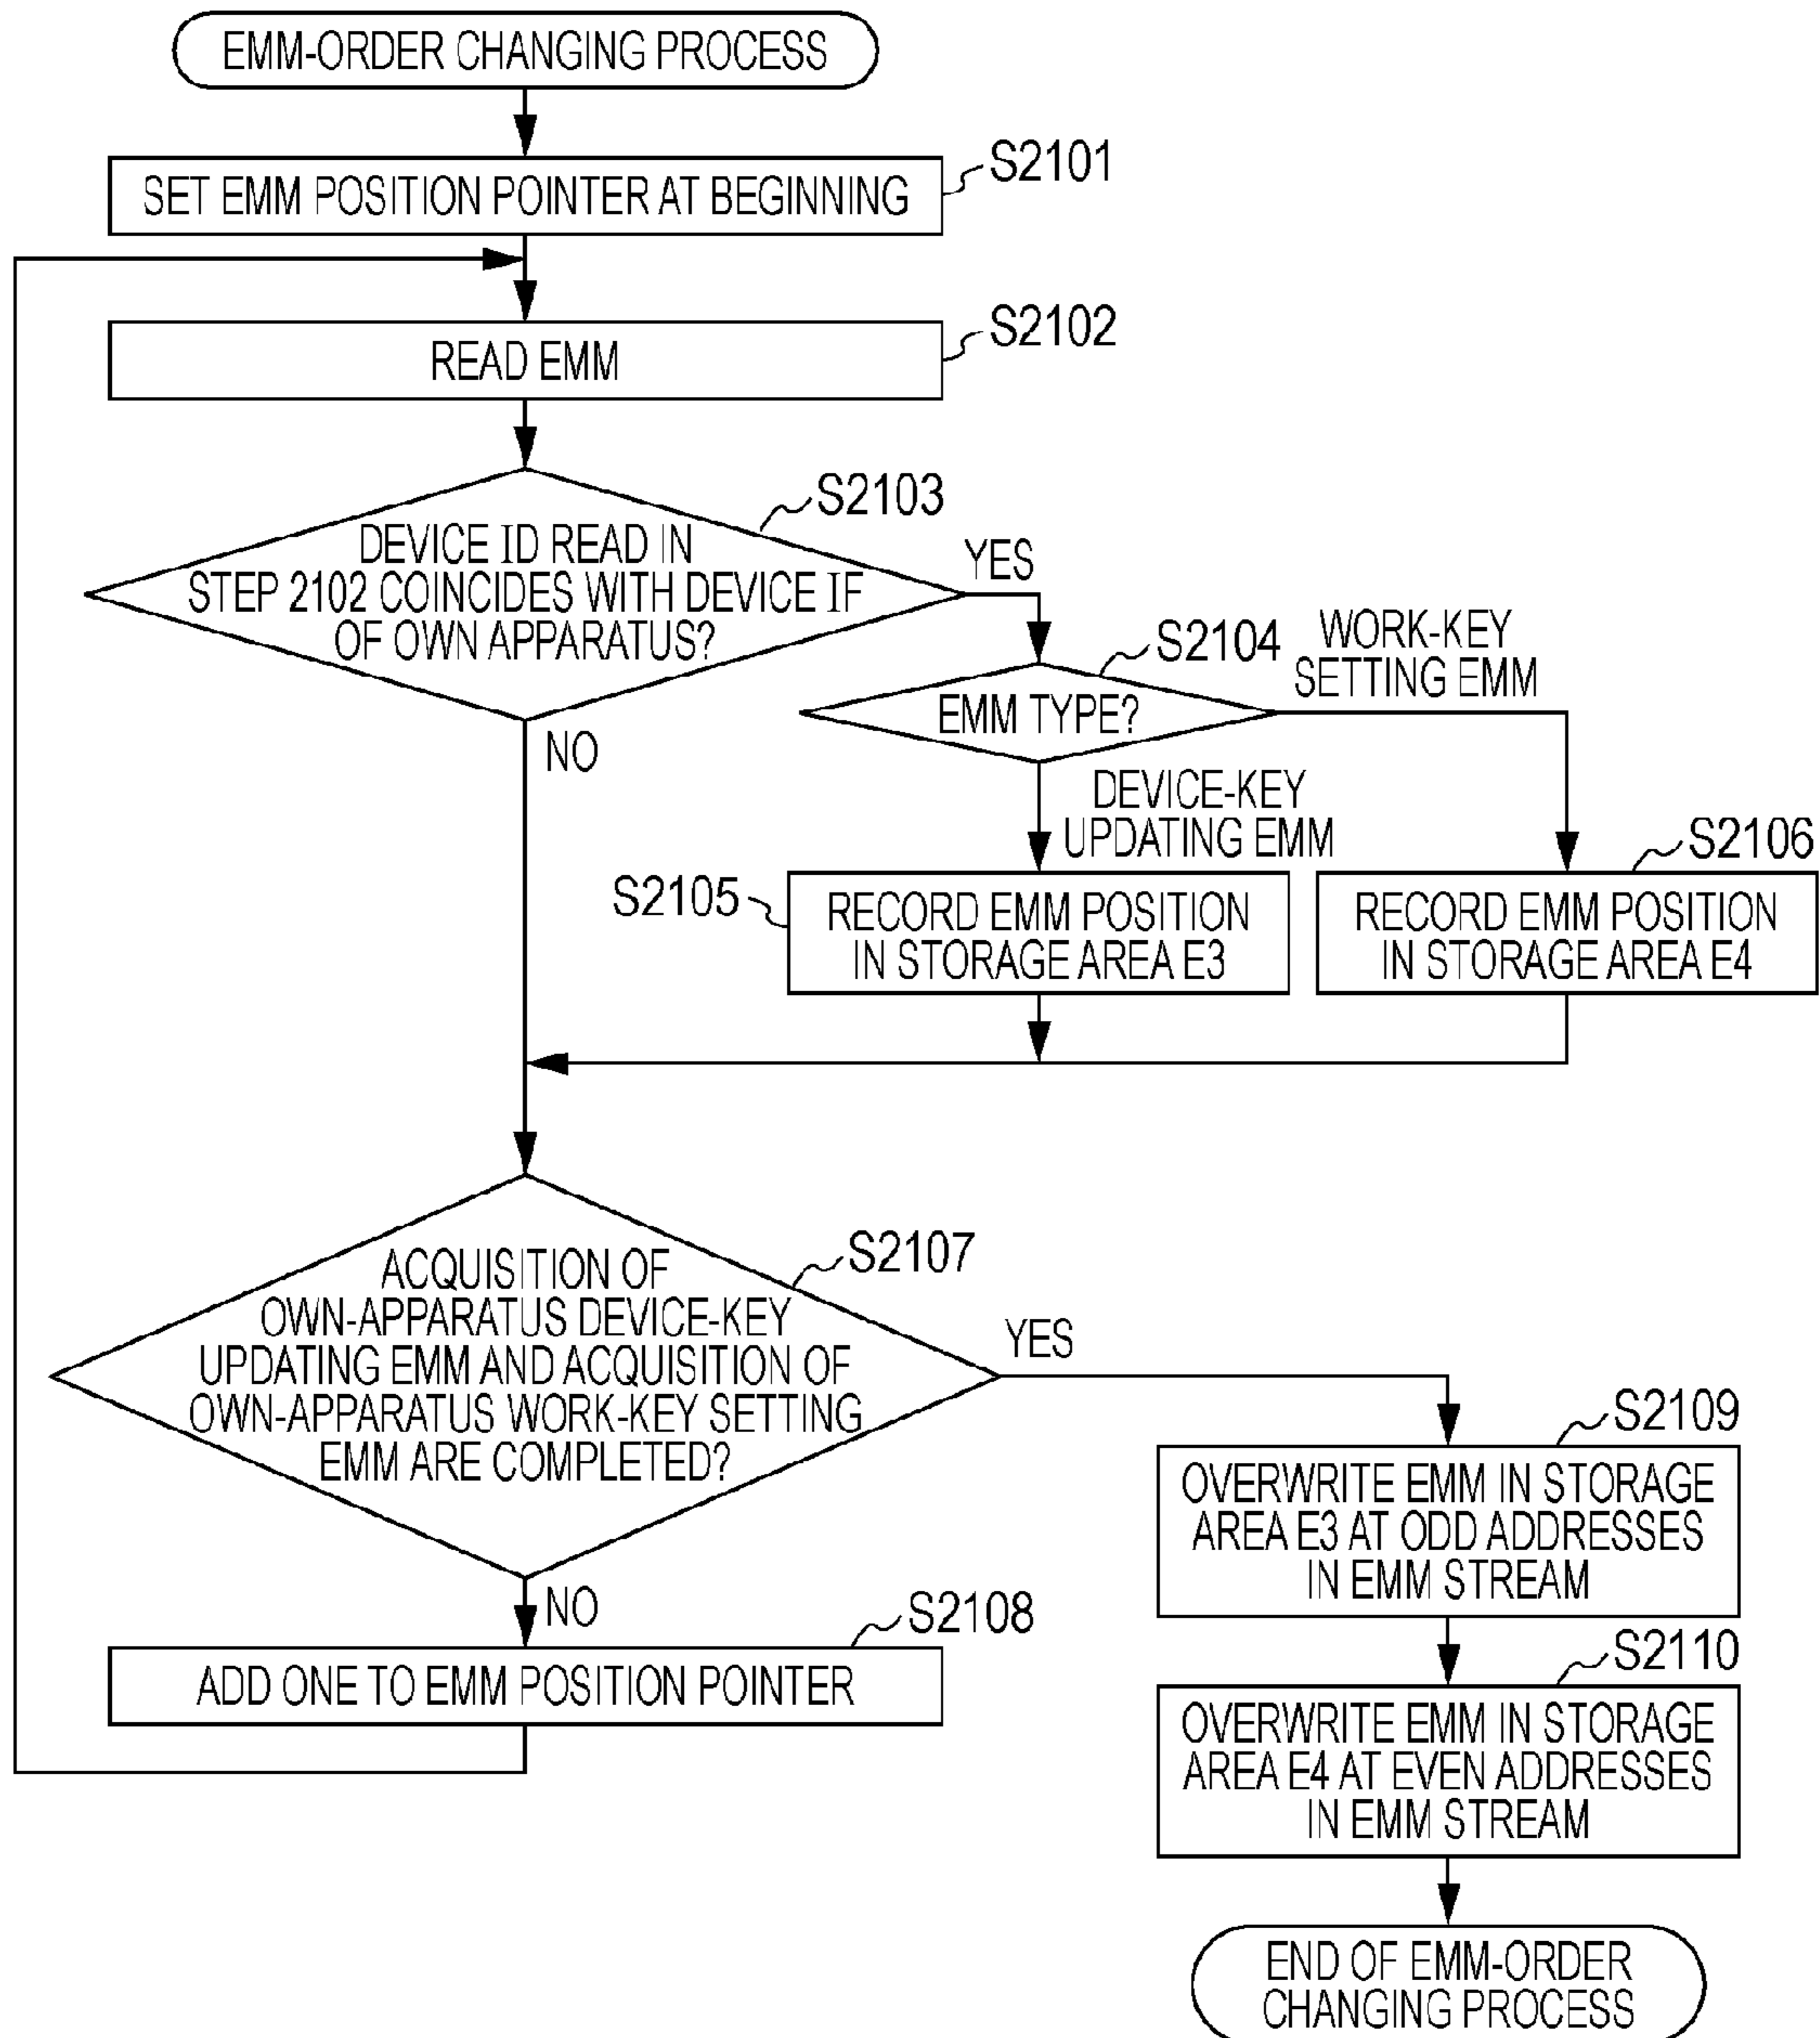 EMM-ORDER CHANGING PROCESS
S2101
SET EMM POSITION POINTER AT BEGINNING
S2102
READ EMM
S2103
DEVICE ID READ IN
STEP 2102 COINCIDES WITH DEVICE IF
OF OWN APPARATUS?
YES
NO
S2104
EMM TYPE?
WORK-KEY
SETTING EMM
DEVICE-KEY
UPDATING EMM
S2105
RECORD EMM POSITION
IN STORAGE AREA E3
S2106
RECORD EMM POSITION
IN STORAGE AREA E4
S2107
ACQUISITION OF
OWN-APPARATUS DEVICE-KEY
UPDATING EMM AND ACQUISITION OF
OWN-APPARATUS WORK-KEY SETTING
EMM ARE COMPLETED?
YES
NO
S2108
ADD ONE TO EMM POSITION POINTER
S2109
OVERWRITE EMM IN STORAGE
AREA E3 AT ODD ADDRESSES
IN EMM STREAM
S2110
OVERWRITE EMM IN STORAGE
AREA E4 AT EVEN ADDRESSES
IN EMM STREAM
END OF EMM-ORDER
CHANGING PROCESS